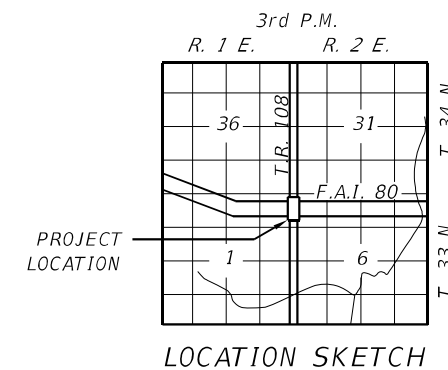 3rd P.M.
R. 1 E. R. 2 E.
36 31
T.R. 108
T. 34 N.
F.A.I. 80
PROJECT
LOCATION
1 6
T. 33 N.
LOCATION SKETCH